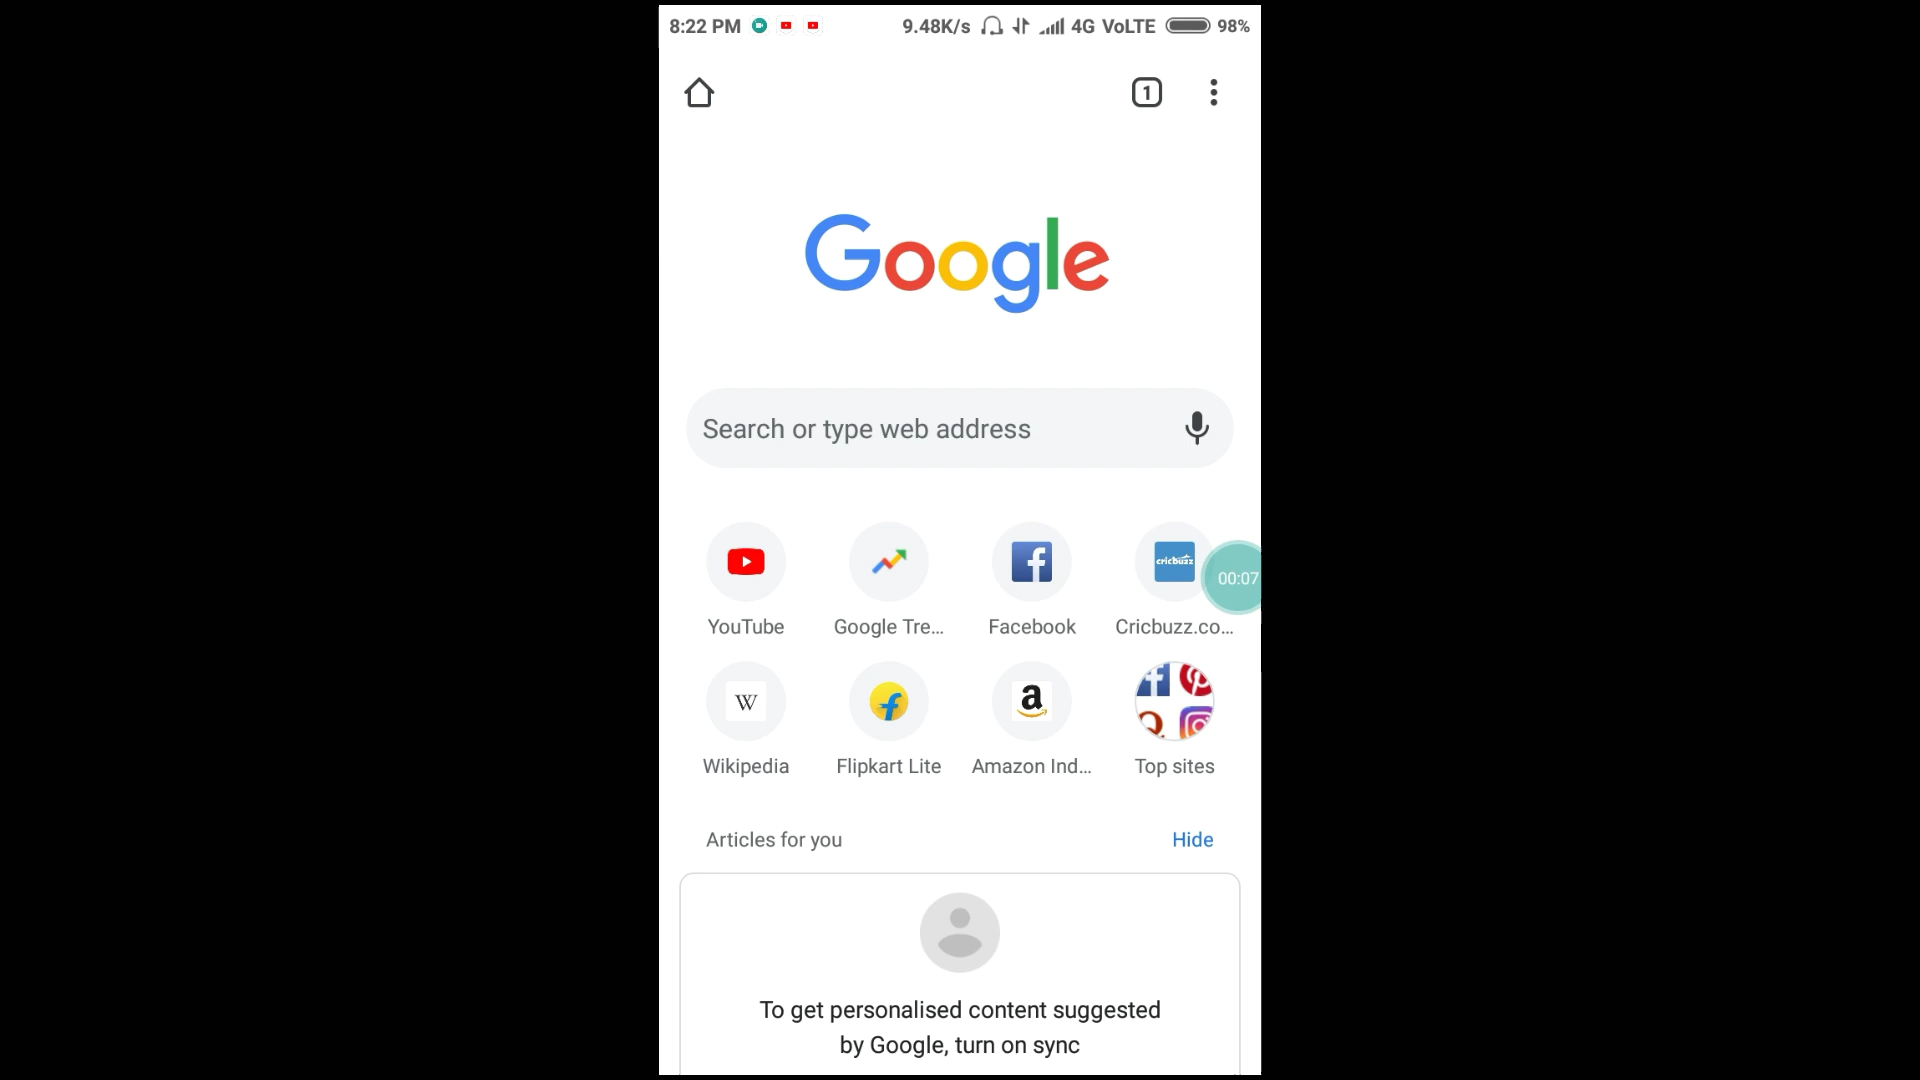 8:22 PM 9.48K/s 4G VoLTE 98%
1
Google
Search or type web address
cricbuzz
00:07
YouTube Google Tre... Facebook Cricbuzz.co...
W a
Wikipedia Flipkart Lite Amazon Ind... Top sites
Articles for you Hide
To get personalised content suggested
by Google, turn on sync